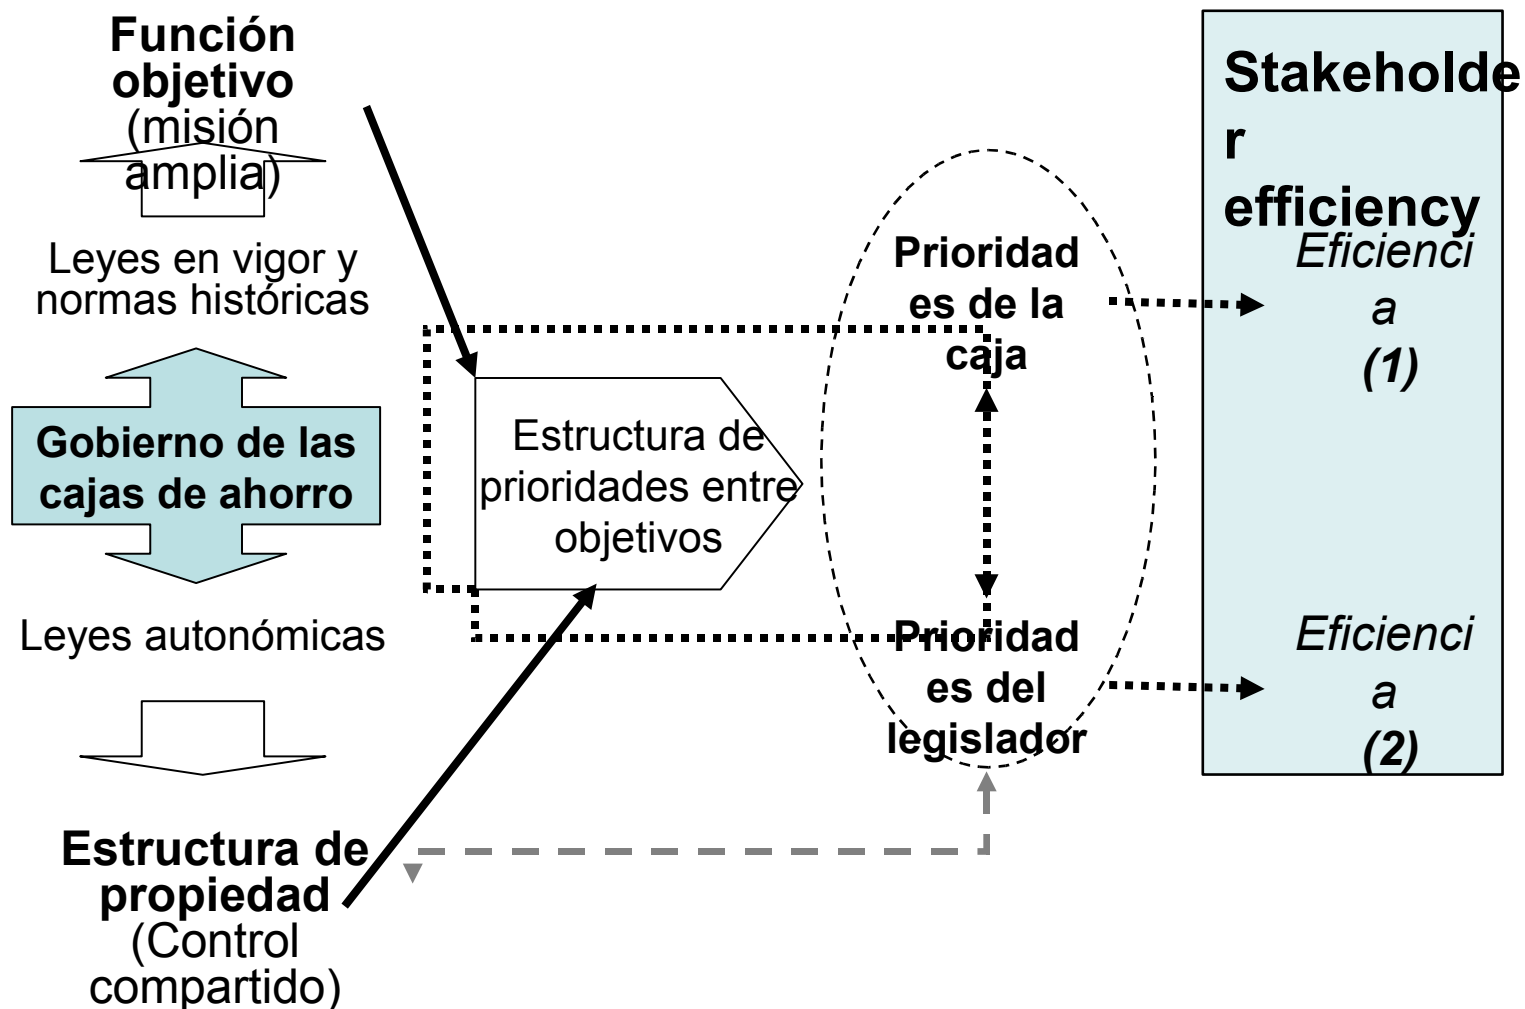 Función
objetivo
(misión
amplia)
Leyes en vigor y
normas históricas
Gobierno de las
cajas de ahorro
Leyes autonómicas
Estructura de
propiedad
(Control
compartido)
Estructura de
prioridades entre
objetivos
Prioridad
es de la
caja
Prioridad
es del
legislador
Stakeholde
r
efficiency
Eficienci
a
(1)
Eficienci
a
(2)